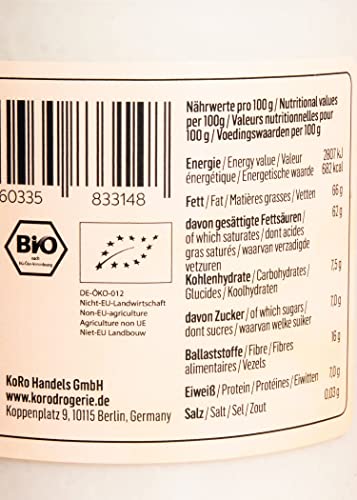 60335 833148
Bio
nach
EG-Öko-Verordnung
DE-ÖKO-012
Nicht-EU-Landwirtschaft
Non-EU-agriculture
Agriculture non UE
Niet-EU Landbouw
KoRo Handels GmbH
www.korodrogerie.de
Koppenplatz 9, 10115 Berlin, Germany
Nährwerte pro 100 g / Nutritional values
per 100g / Valeurs nutritionnelles pour
100 g / Voedingswaarden per 100 g
Energie / Energy value / Valeur 2807 kJ
énergétique / Energetische waarde 682 kcal
Fett / Fat / Matières grasses / Vetten 66 g
davon gesättigte Fettsäuren / 62 g
of which saturates / dont acides
gras saturés / waarvan verzadigde
vetzuren
Kohlenhydrate / Carbohydrates / 7,5 g
Glucides / Koolhydraten
davon Zucker / of which sugars / 7,0 g
dont sucres / waarvan welke suiker
Ballaststoffe / Fibre / Fibres 16 g
alimentaires / Vezels
Eiweiß / Protein / Protéines / Eiwitten 7,0 g
Salz / Salt / Sel / Zout 0,03 g